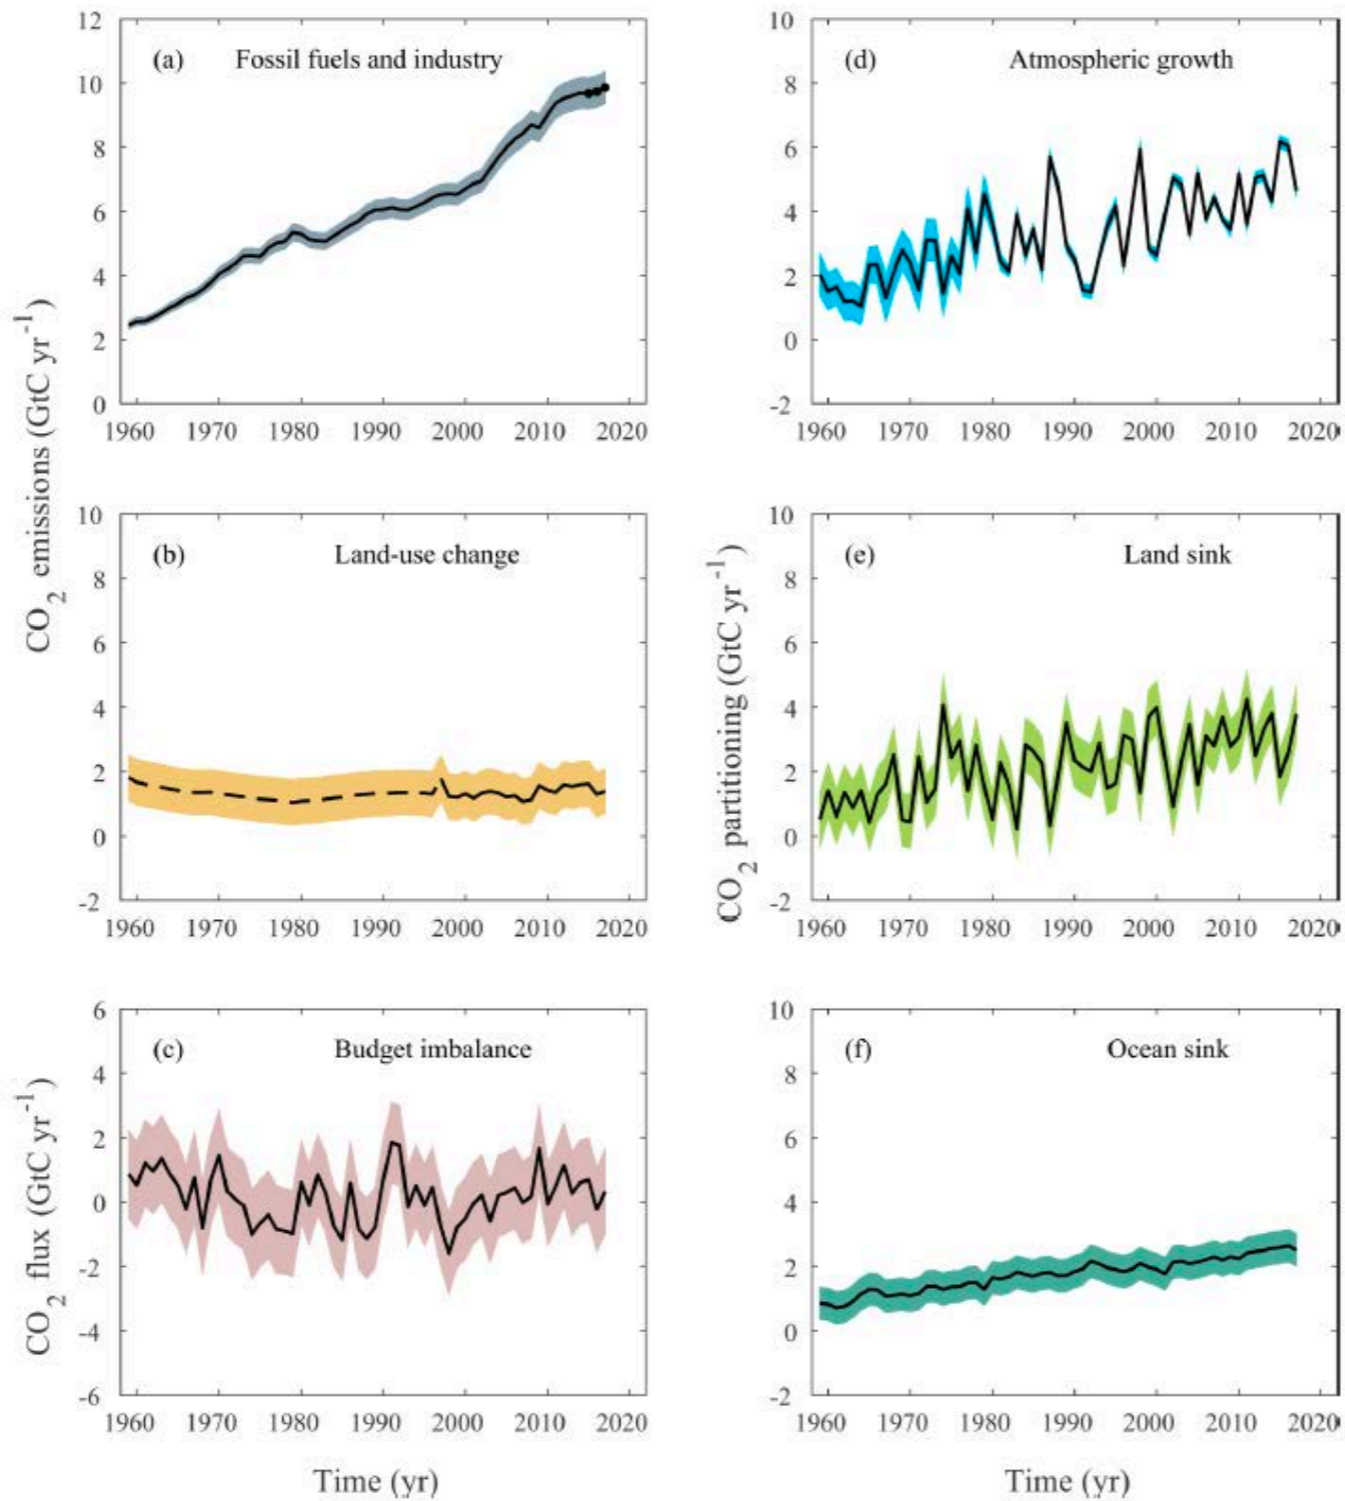 CO2 emissions (GtC yr-1)
12
10
8
6
4
2
0
(a) Fossil fuels and industry
1960 1970 1980 1990 2000 2010 2020
10
8
6
4
2
0
-2
(d) Atmospheric growth
1960 1970 1980 1990 2000 2010 2020
10
8
6
4
2
0
-2
(b) Land-use change
1960 1970 1980 1990 2000 2010 2020
CO2 partitioning (GtC yr-1)
10
8
6
4
2
0
-2
(e) Land sink
1960 1970 1980 1990 2000 2010 2020
CO2 flux (GtC yr-1)
6
4
2
0
-2
-4
-6
(c) Budget imbalance
1960 1970 1980 1990 2000 2010 2020
Time (yr)
10
8
6
4
2
0
-2
(f) Ocean sink
1960 1970 1980 1990 2000 2010 2020
Time (yr)